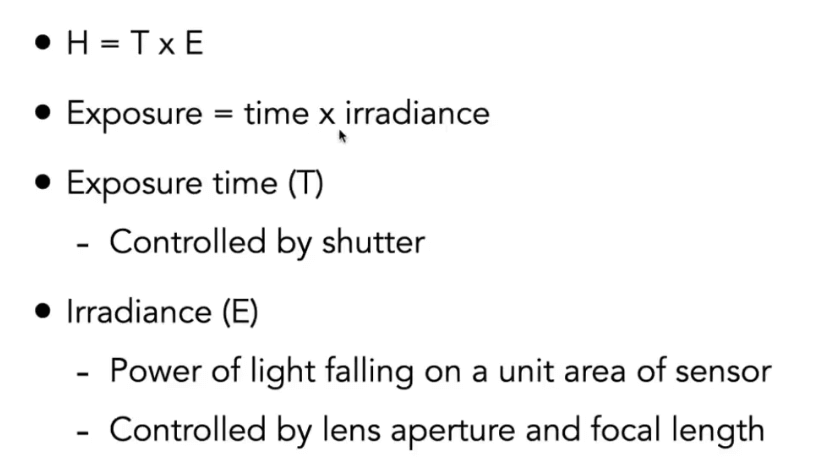 • H = T x E
• Exposure = time x irradiance
• Exposure time (T)
- Controlled by shutter
• Irradiance (E)
- Power of light falling on a unit area of sensor
- Controlled by lens aperture and focal length